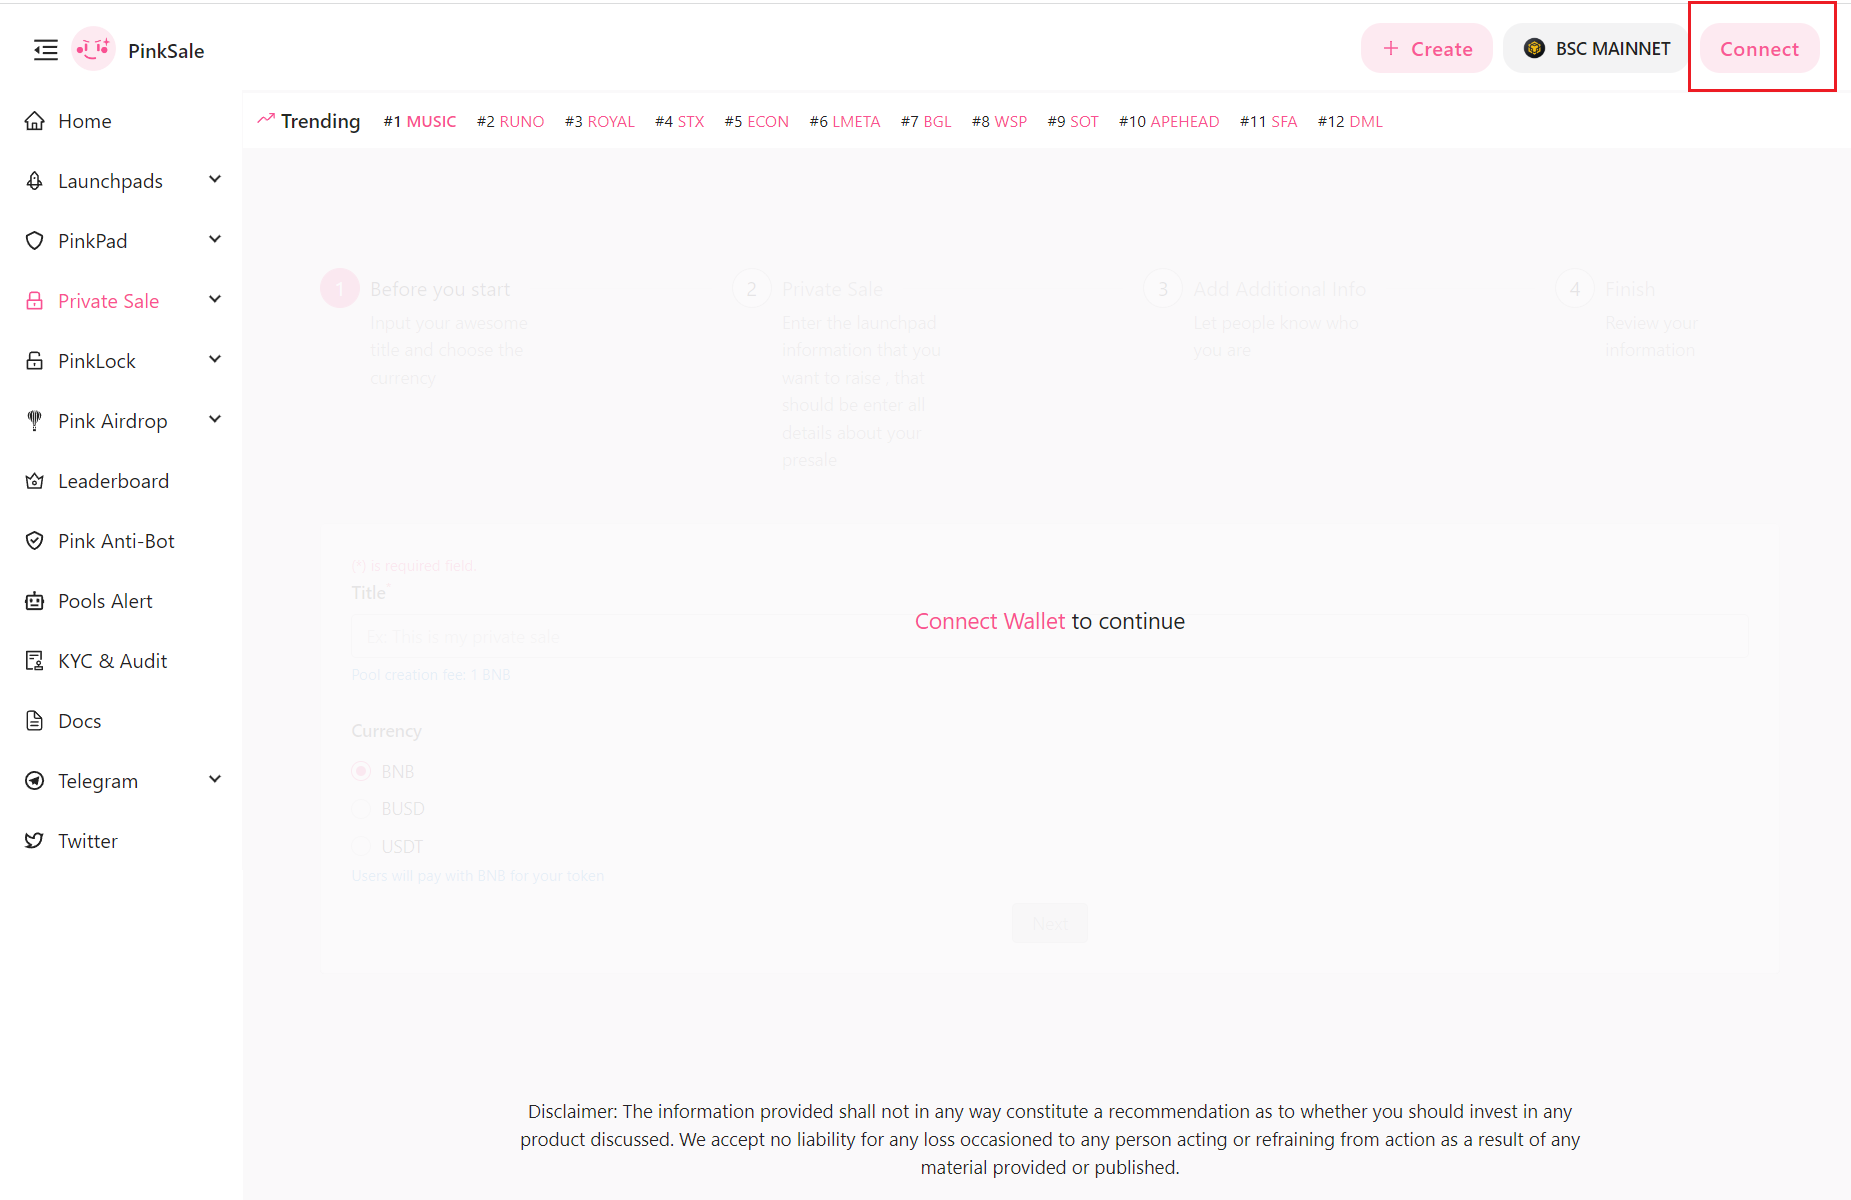 PinkSale
+ Create
BSC MAINNET
Connect
Home
Launchpads
PinkPad
Private Sale
PinkLock
Pink Airdrop
Leaderboard
Pink Anti-Bot
Pools Alert
KYC & Audit
Docs
Telegram
Twitter
Trending #1 MUSIC #2 RUNO #3 ROYAL #4 STX #5 ECON #6 LMETA #7 BGL #8 WSP #9 SOT #10 APEHEAD #11 SFA #12 DML
1 Before you start
Input your awesome
title and choose the
currency
2 Private Sale
Enter the launchpad
information that you
want to raise , that
should be enter all
details about your
presale
3 Add Additional Info
Let people know who
you are
4 Finish
Review your
information
(*) is required field.
Title*
Ex. This is my private sale...
Connect Wallet to continue
Pool creation fee: 1 BNB
Currency
BNB
BUSD
USDT
Users will pay with BNB for your token
Next
Disclaimer: The information provided shall not in any way constitute a recommendation as to whether you should invest in any
product discussed. We accept no liability for any loss occasioned to any person acting or refraining from action as a result of any
material provided or published.